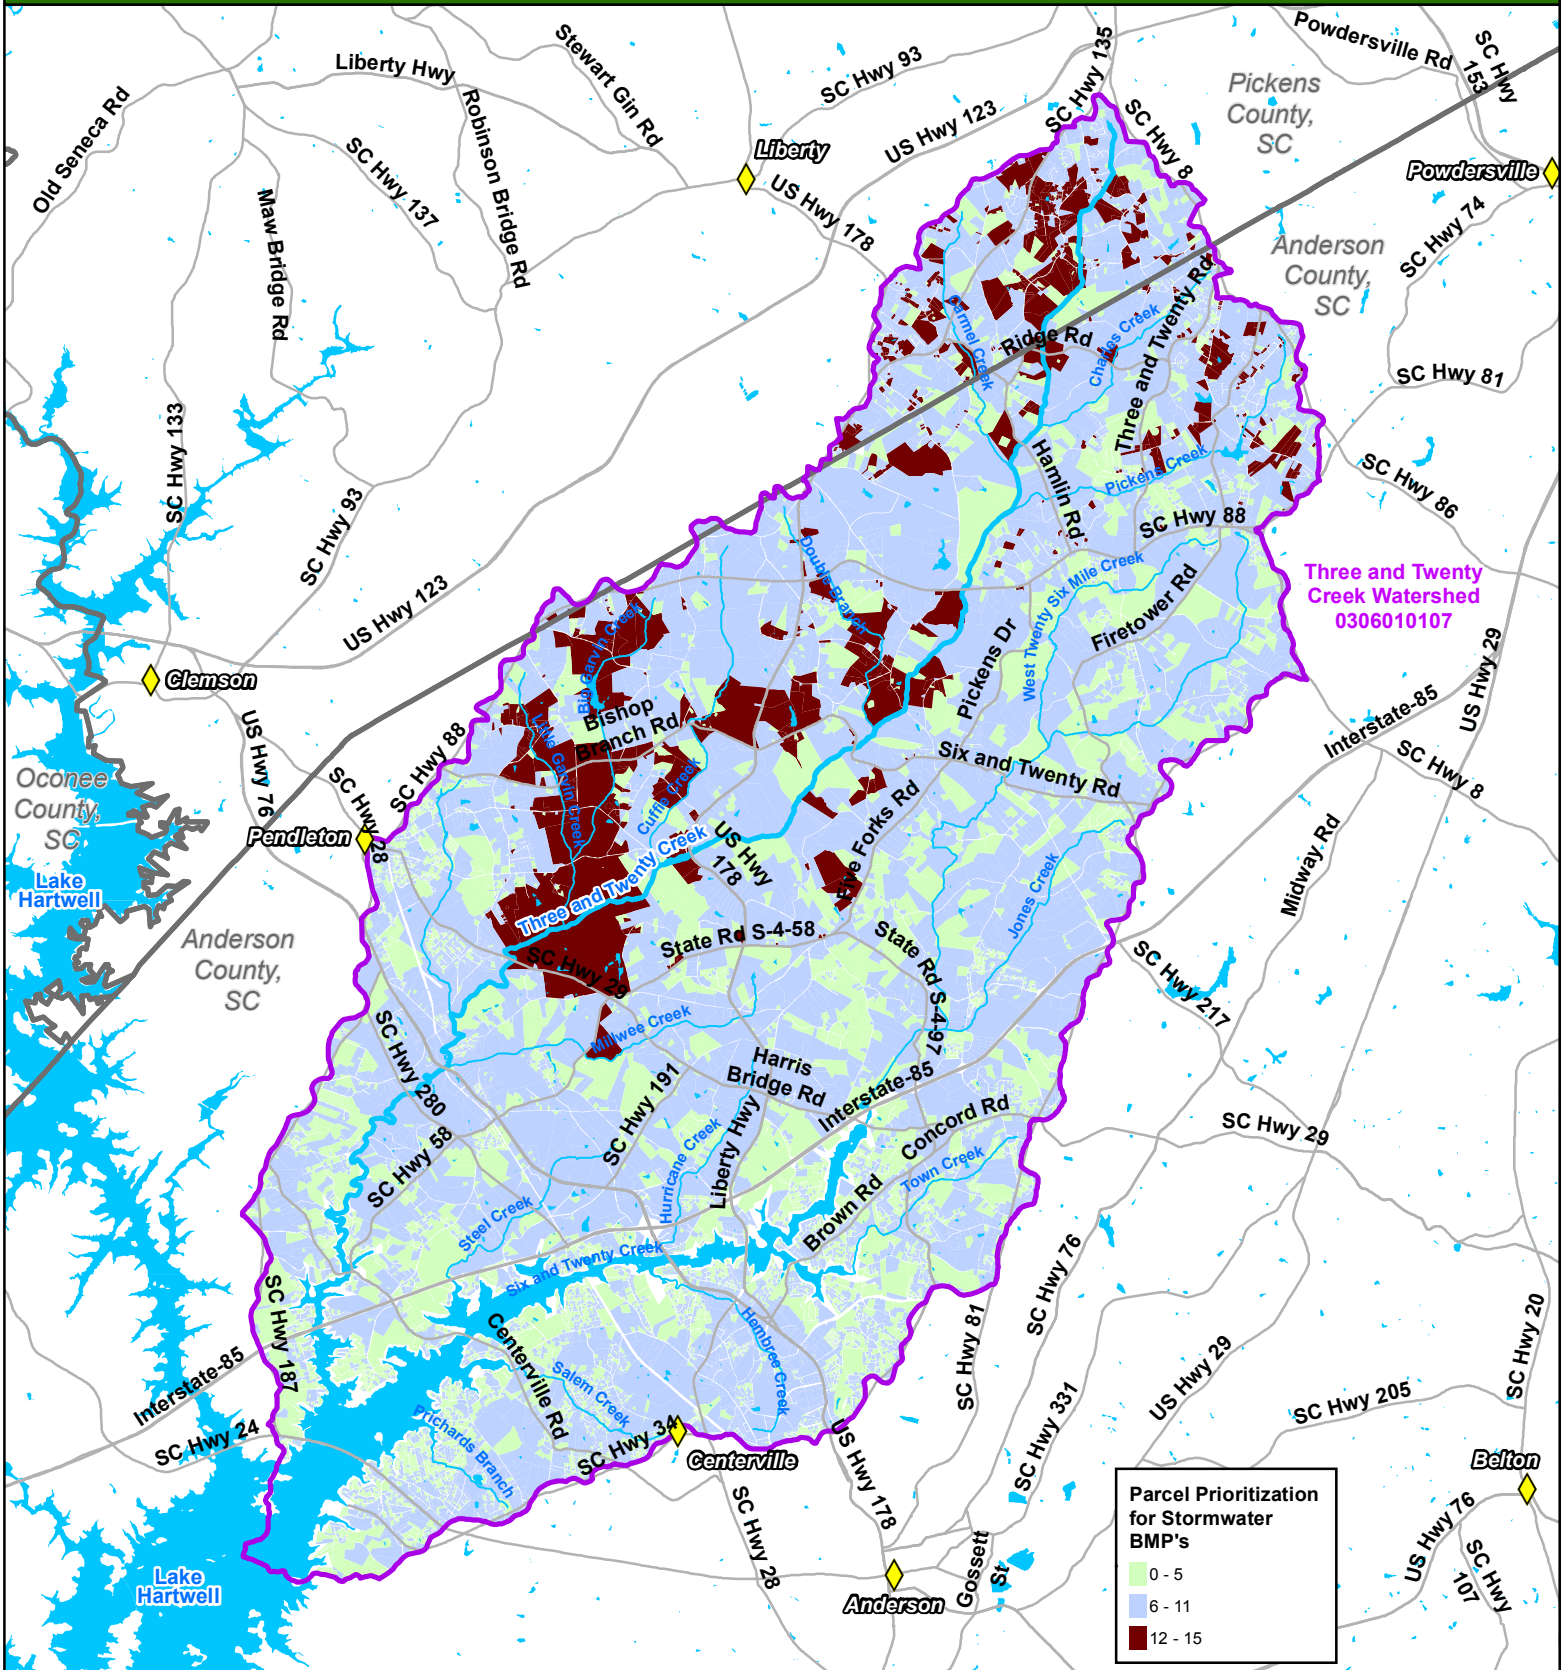 Powdersville Rd
SC Hwy
153
Stewart Gin Rd
Liberty Hwy
SC Hwy 93
SC Hwy 135
Pickens
County,
SC
Old Seneca Rd
Robinson Bridge Rd
US Hwy 123
SC Hwy 8
SC Hwy 137
Liberty
Powdersville
US Hwy 178
Maw Bridge Rd
SC Hwy 74
Anderson
County,
SC
Three and Twenty Rd
Carmel Creek
Ridge Rd
Charles Creek
SC Hwy 81
SC Hwy 133
Hamlin Rd
Pickens Creek
SC Hwy 86
SC Hwy 93
SC Hwy 88
Double Branch
West Twenty Six Mile Creek
Three and Twenty
Creek Watershed
0306010107
US Hwy 123
Firetower Rd
Big Garvin Creek
Pickens Dr
US Hwy 29
Clemson
Bishop
Branch Rd
Little Garvin Creek
Interstate-85
US Hwy 76
SC Hwy 88
Six and Twenty Rd
SC Hwy 8
Oconee
County,
SC
SC Hwy 28
Cuffie Creek
Pendleton
Five Forks Rd
US Hwy
178
Midway Rd
Lake
Hartwell
Three and Twenty Creek
Jones Creek
Anderson
County,
SC
State Rd S-4-58
State Rd S-4-97
SC Hwy 29
SC Hwy 217
Millwee Creek
SC Hwy 280
Harris
Bridge Rd
Interstate-85
SC Hwy 191
Concord Rd
SC Hwy 29
SC Hwy 58
Hurricane Creek
Liberty Hwy
Town Creek
Brown Rd
Steel Creek
Six and Twenty Creek
SC Hwy 76
SC Hwy 187
Centerville Rd
Hembree Creek
SC Hwy 81
SC Hwy 20
Interstate-85
US Hwy 29
Salem Creek
SC Hwy 331
SC Hwy 205
Prichards Branch
SC Hwy 24
SC Hwy 34
Centerville
US Hwy 178
Belton
Parcel Prioritization
for Stormwater
BMP's
0 - 5
6 - 11
12 - 15
SC Hwy 28
US Hwy 76
SC Hwy
107
Gossett
St
Lake
Hartwell
Anderson